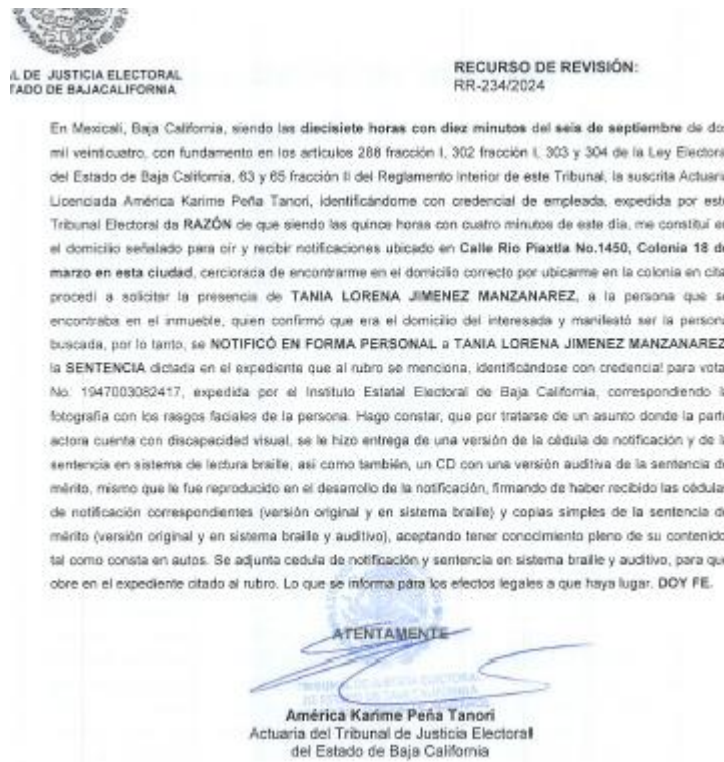 L DE JUSTICIA ELECTORAL
TADO DE BAJACALIFORNIA
RECURSO DE REVISIÓN:
RR-234/2024
En Mexicali, Baja California, siendo las diecisiete horas con diez minutos del seis de septiembre de do
mil veinticuatro, con fundamento en los artículos 288 fracción I, 302 fracción I, 303 y 304 de la Ley Electora
del Estado de Baja California, 63 y 65 fracción II del Reglamento Interior de este Tribunal, la suscrita Actuari
Licenciada América Karime Peña Tanori, identificándome con credencial de empleada, expedida por est
Tribunal Electoral da RAZÓN de que siendo las quince horas con cuatro minutos de este día, me constituí e
el domicilio señalado para oír y recibir notificaciones ubicado en Calle Rio Piaxtla No.1450, Colonia 18 d
marzo en esta ciudad, cerciorada de encontrarme en el domicilio correcto por ubicarme en la colonia en cita
procedí a solicitar la presencia de TANIA LORENA JIMENEZ MANZANAREZ, a la persona que s
encontraba en el inmueble, quien confirmó que era el domicilio del interesada y manifestó ser la person
buscada, por lo tanto, se NOTIFICÓ EN FORMA PERSONAL a TANIA LORENA JIMENEZ MANZANAREZ
la SENTENCIA dictada en el expediente que al rubro se menciona, identificándose con credencial para vota
No. 1947003082417, expedida por el Instituto Estatal Electoral de Baja California, correspondiendo l
fotografía con los rasgos faciales de la persona. Hago constar, que por tratarse de un asunto donde la part
actora cuenta con discapacidad visual, se le hizo entrega de una versión de la cédula de notificación y de l
sentencia en sistema de lectura braille, así como también, un CD con una versión auditiva de la sentencia d
mérito, mismo que le fue reproducido en el desarrollo de la notificación, firmando de haber recibido las cédula
de notificación correspondientes (versión original y en sistema braille) y copias simples de la sentencia d
mérito (versión original y en sistema braille y auditivo), aceptando tener conocimiento pleno de su contenido
tal como consta en autos. Se adjunta cedula de notificación y sentencia en sistema braille y auditivo, para qu
obre en el expediente citado al rubro. Lo que se informa para los efectos legales a que haya lugar. DOY FE.
ATENTAMENTE
América Karime Peña Tanori
Actuaria del Tribunal de Justicia Electoral
del Estado de Baja California